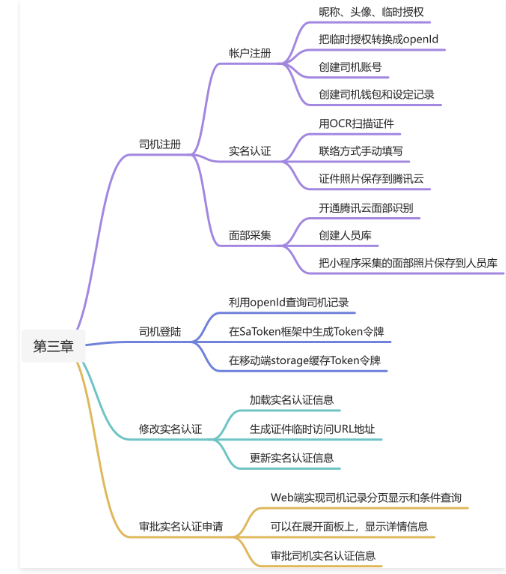 昵称、头像、临时授权
把临时授权转换成openId
帐户注册
创建司机账号
创建司机钱包和设定记录
用OCR扫描证件
司机注册
实名认证
联络方式手动填写
证件照片保存到腾讯云
开通腾讯云面部识别
面部采集
创建人员库
把小程序采集的面部照片保存到人员库
利用openId查询司机记录
司机登陆
在SaToken框架中生成Token令牌
第三章
在移动端storage缓存Token令牌
加载实名认证信息
修改实名认证
生成证件临时访问URL地址
更新实名认证信息
Web端实现司机记录分页显示和条件查询
审批实名认证申请
可以在展开面板上，显示详情信息
审批司机实名认证信息